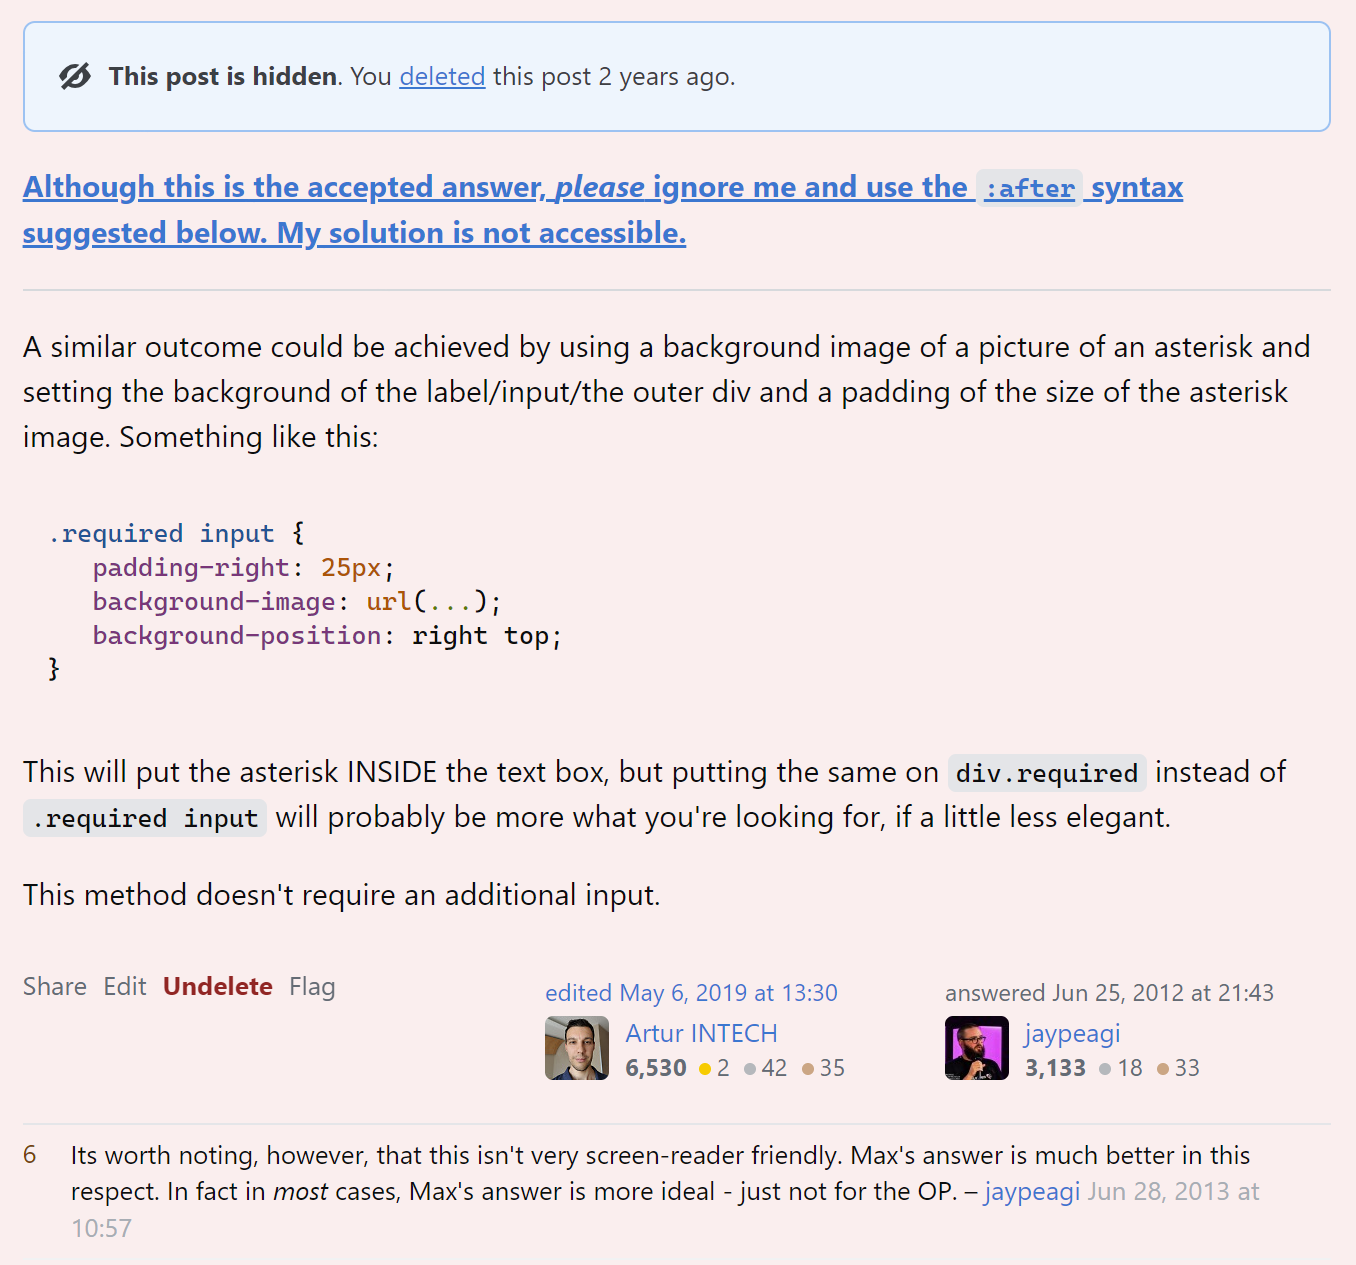 This post is hidden. You deleted this post 2 years ago.
Although this is the accepted answer, please ignore me and use the :after syntax
suggested below. My solution is not accessible.
A similar outcome could be achieved by using a background image of a picture of an asterisk and
setting the background of the label/input/the outer div and a padding of the size of the asterisk
image. Something like this:
.required input {
   padding-right: 25px;
   background-image: url(...);
   background-position: right top;
}
This will put the asterisk INSIDE the text box, but putting the same on div.required instead of
.required input will probably be more what you're looking for, if a little less elegant.
This method doesn't require an additional input.
Share Edit Undelete Flag
edited May 6, 2019 at 13:30
Artur INTECH
6,530 2 42 35
answered Jun 25, 2012 at 21:43
jaypeagi
3,133 18 33
6 Its worth noting, however, that this isn't very screen-reader friendly. Max's answer is much better in this
respect. In fact in most cases, Max's answer is more ideal - just not for the OP. – jaypeagi Jun 28, 2013 at
10:57